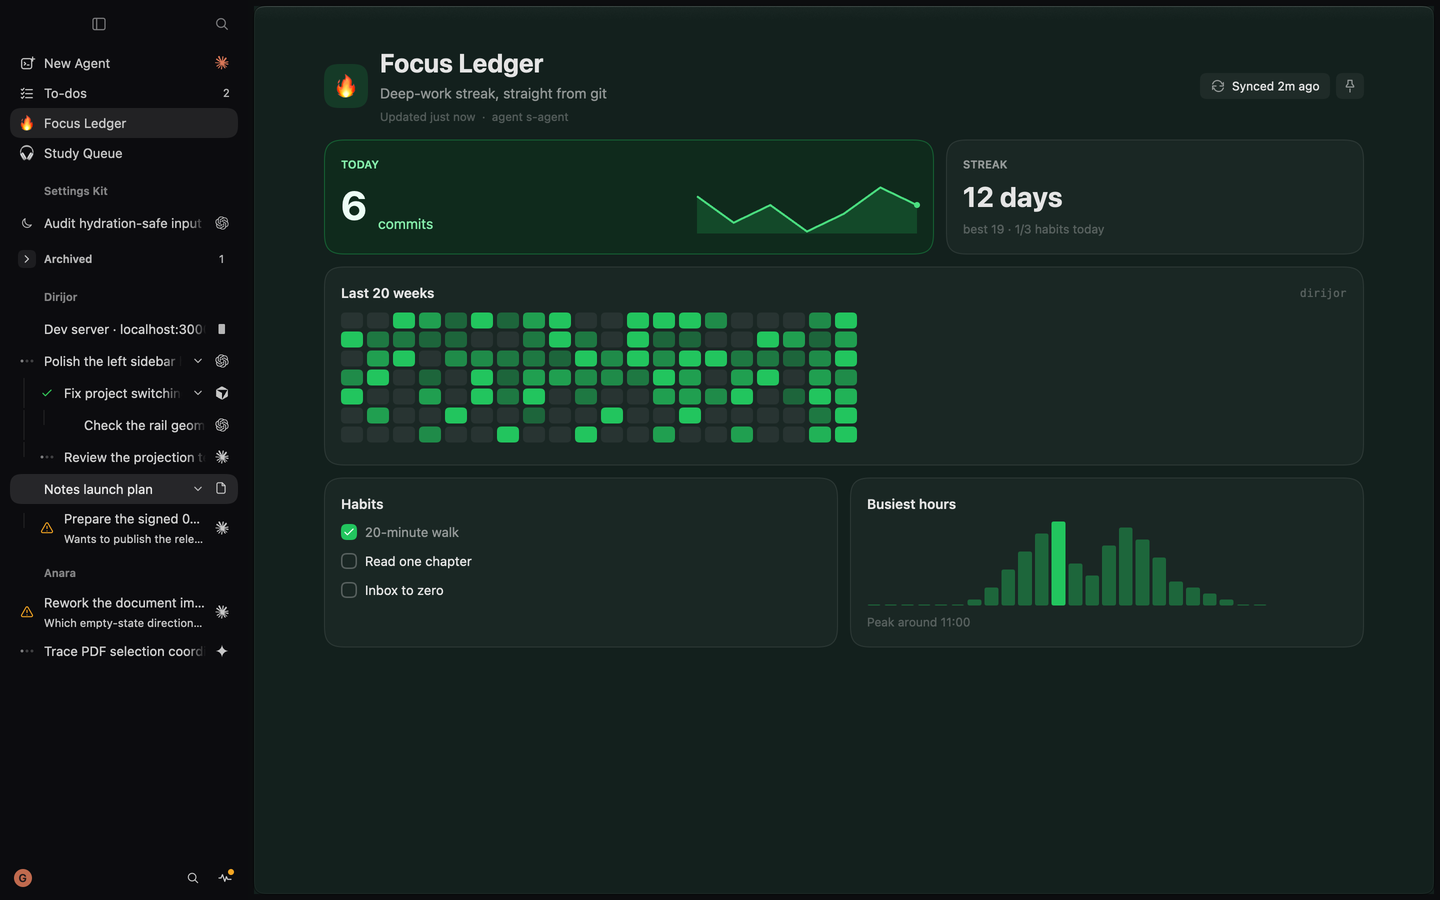 New Agent
To-dos
2
Focus Ledger
Study Queue
Settings Kit
Audit hydration-safe input
Archived
1
Dirijor
Dev server · localhost:300
Polish the left sidebar
Fix project switchin
Check the rail geom
Review the projection t
Notes launch plan
Prepare the signed 0...
Wants to publish the rele...
Anara
Rework the document im...
Which empty-state direction...
Trace PDF selection coord
G
Focus Ledger
Deep-work streak, straight from git
Updated just now · agent s-agent
Synced 2m ago
TODAY
6 commits
STREAK
12 days
best 19 · 1/3 habits today
Last 20 weeks
dirijor
Habits
20-minute walk
Read one chapter
Inbox to zero
Busiest hours
Peak around 11:00